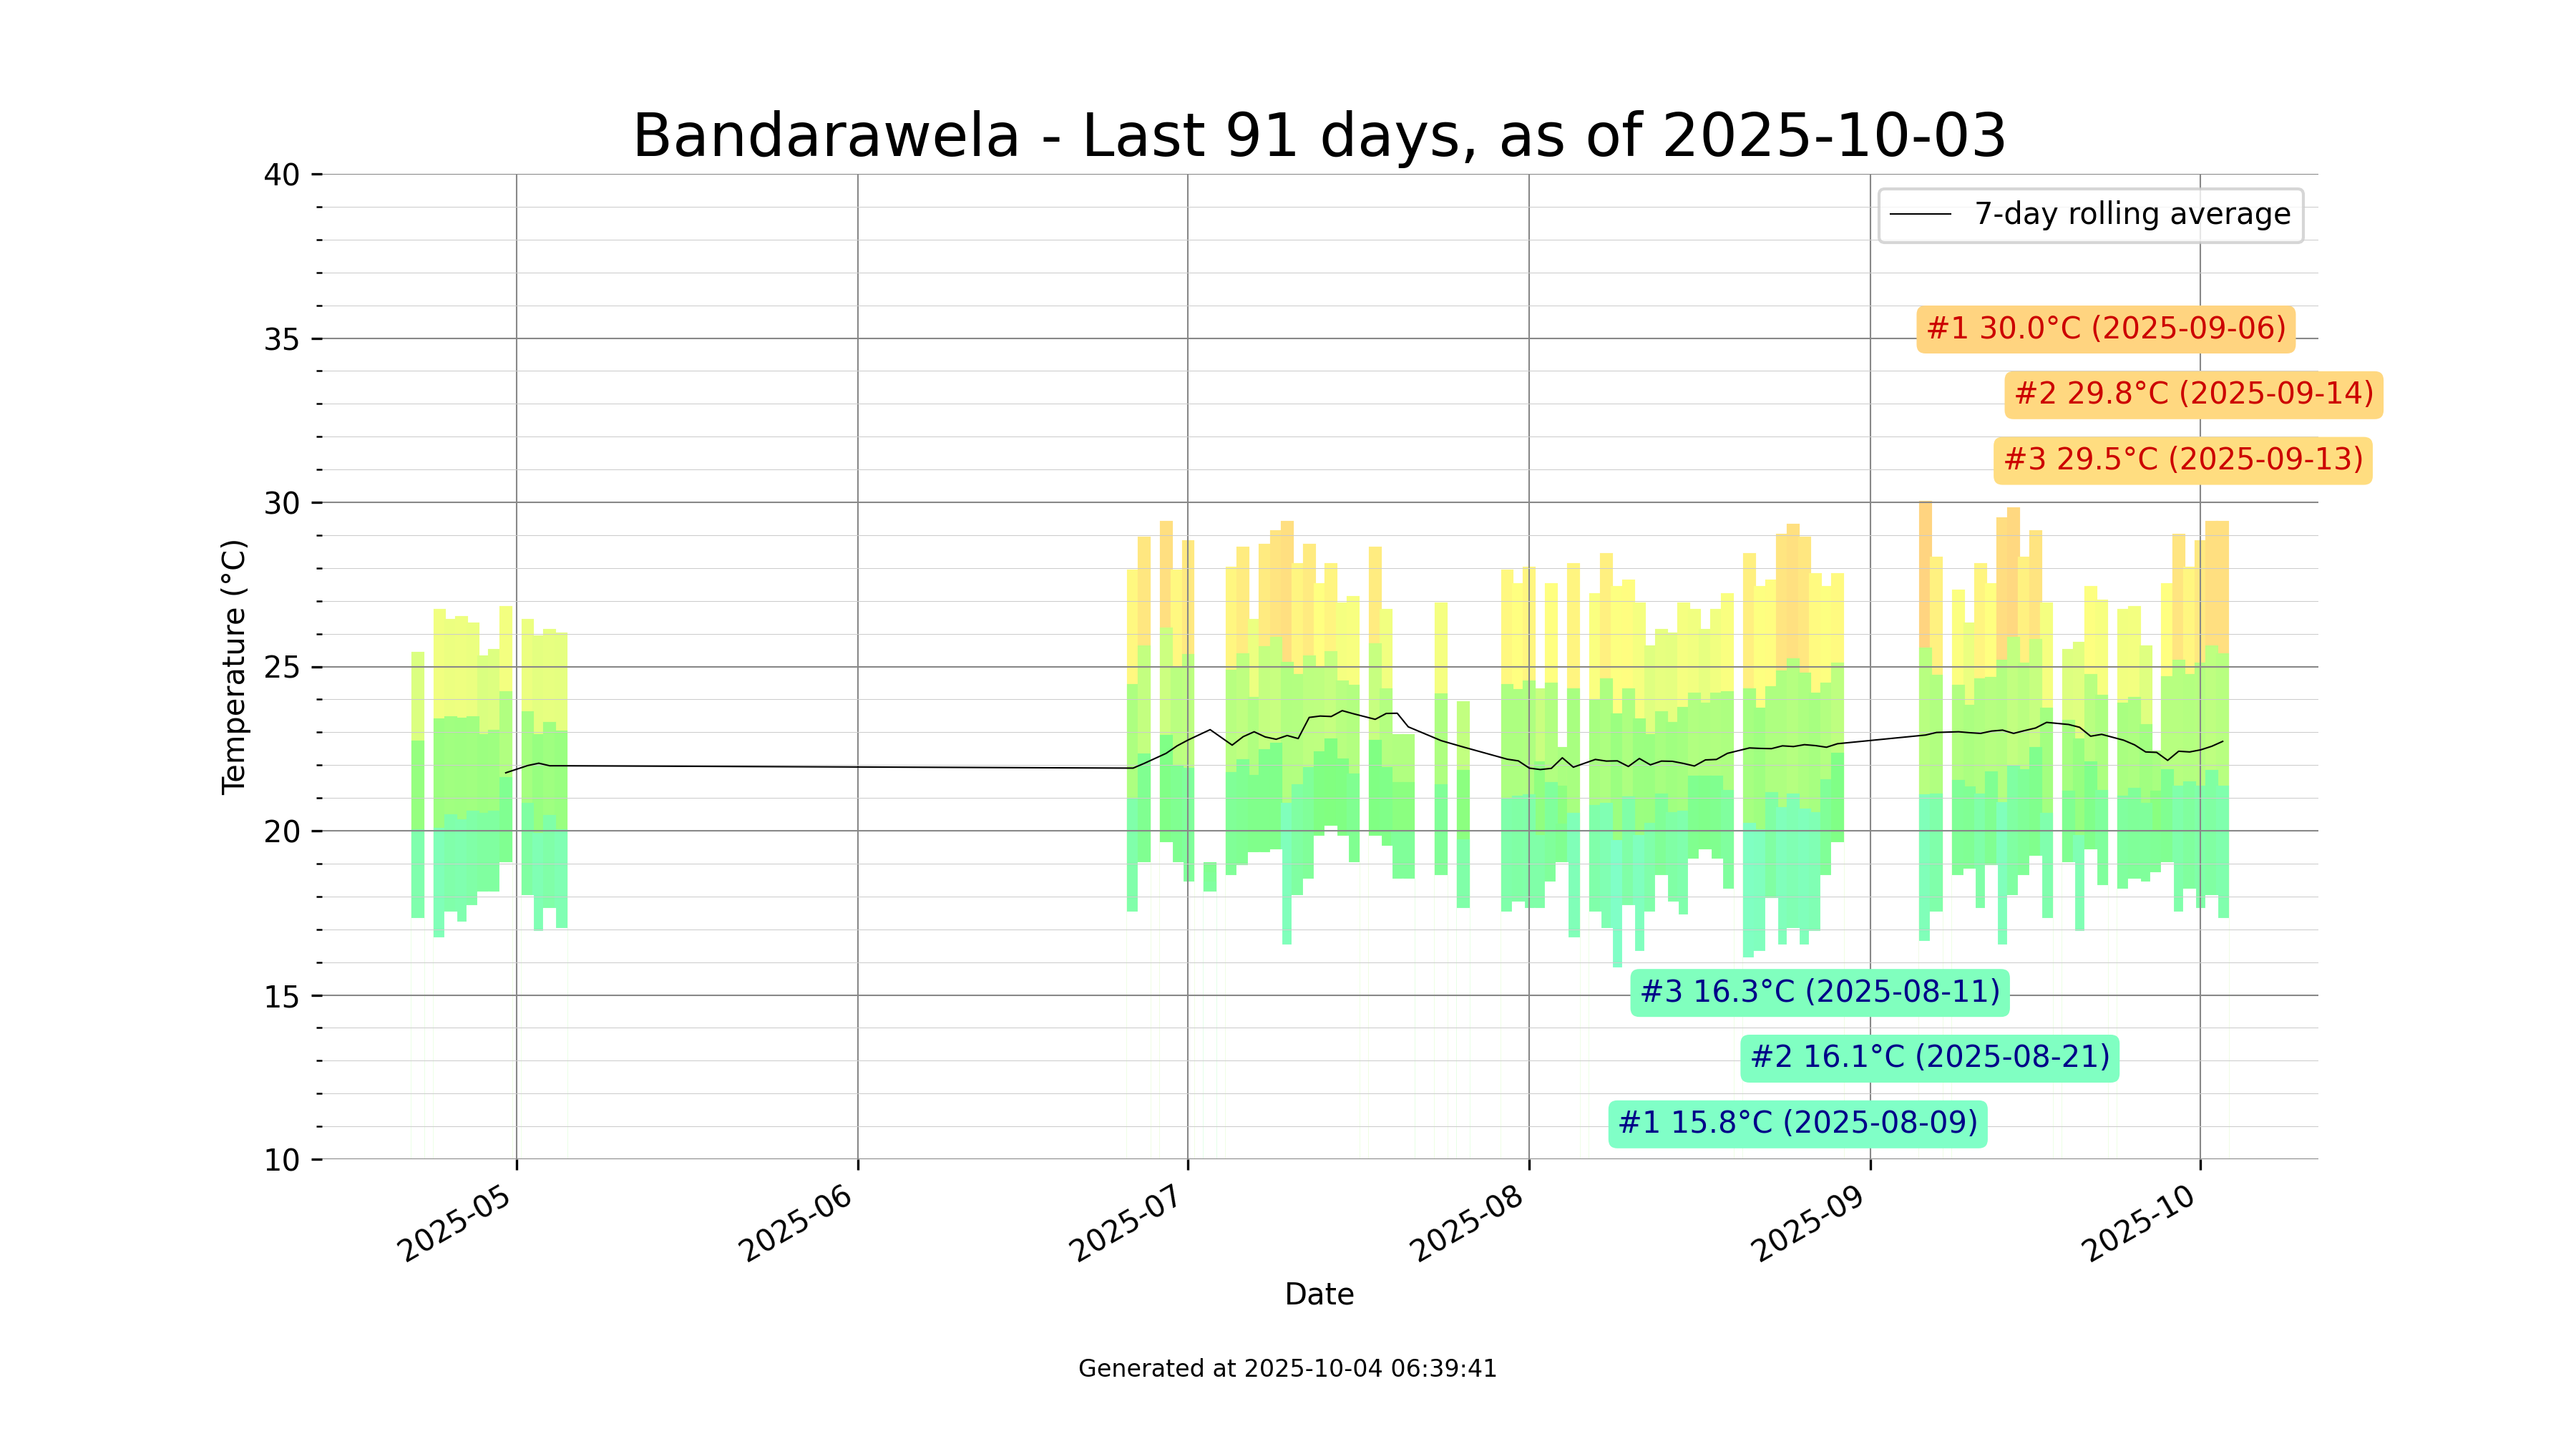 Bandarawela - Last 91 days, as of 2025-10-03
40
35
30
25
20
15
10
Temperature (°C)
7-day rolling average
#1 30.0°C (2025-09-06)
#2 29.8°C (2025-09-14)
#3 29.5°C (2025-09-13)
#3 16.3°C (2025-08-11)
#2 16.1°C (2025-08-21)
#1 15.8°C (2025-08-09)
2025-05
2025-06
2025-07
2025-08
2025-09
2025-10
Date
Generated at 2025-10-04 06:39:41